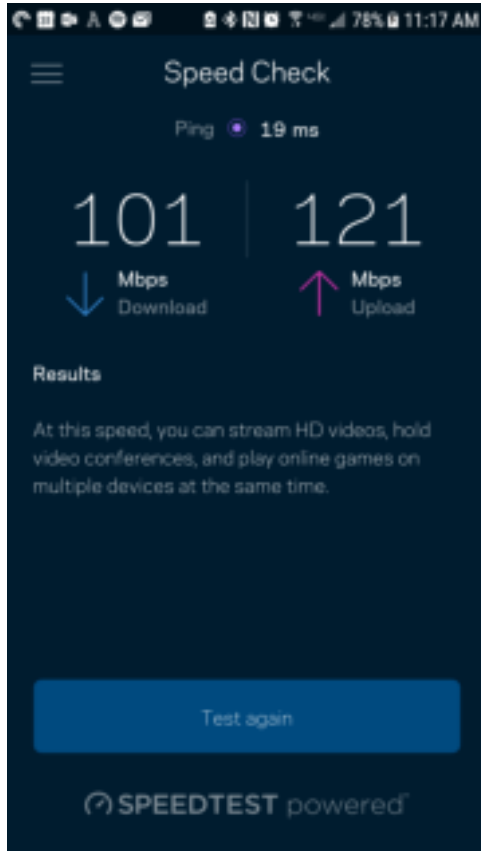 78% 11:17 AM
Speed Check
Ping 19 ms
101 121
Mbps Mbps
Download Upload
Results
At this speed, you can stream HD videos, hold
video conferences, and play online games on
multiple devices at the same time.
Test again
SPEEDTEST powered™